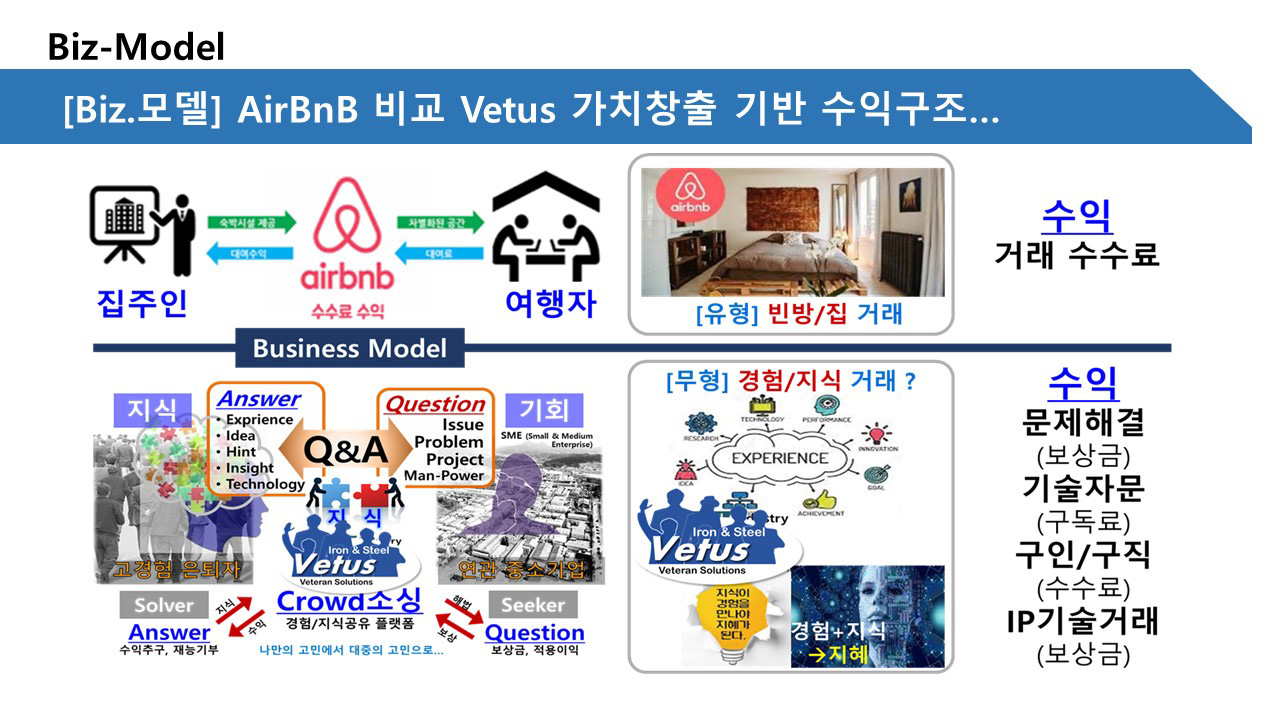 Biz-Model
[Biz.모델] AirBnB 비교 Vetus 가치창출 기반 수익구조...
숙박시설 제공
대여수익
airbnb
수수료 수익
차별화된 공간
대여료
집주인
여행자
airbnb
[유형] 빈방/집 거래
수익
거래 수수료
Business Model
지식
Answer
• Exprience
• Idea
• Hint
• Insight
• Technology
Q&A
Question
Issue
Problem
Project
Man-Power
기회
SME (Small & Medium
Enterprise)
지 식
Iron & Steel
Vetus
Veteran Solutions
고경험 은퇴자
연관 중소기업
Solver
Answer
수익추구, 재능기부
지식
수익
Crowd소싱
경험/지식공유 플랫폼
나만의 고민에서 대중의 고민으로...
해법
보상
Seeker
Question
보상금, 적용이익
[무형] 경험/지식 거래 ?
TECHNOLOGY
PERFORMANCE
RESEARCH
INNOVATION
EXPERIENCE
IDEA
GOAL
ACHIEVEMENT
Iron & Steel
Vetus
Veteran Solutions
지식이
경험을
만나야
지혜가
된다.
경험+지식
→지혜
수익
문제해결
(보상금)
기술자문
(구독료)
구인/구직
(수수료)
IP기술거래
(보상금)